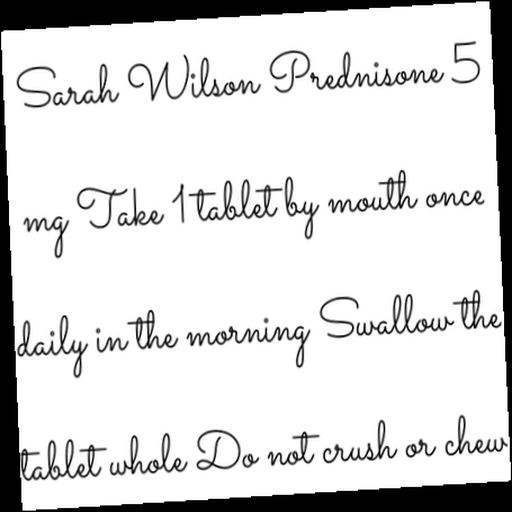 Sarah Wilson Prednisone 5
mg Take 1 tablet by mouth once
daily in the morning Swallow the
tablet whole Do not crush or chew